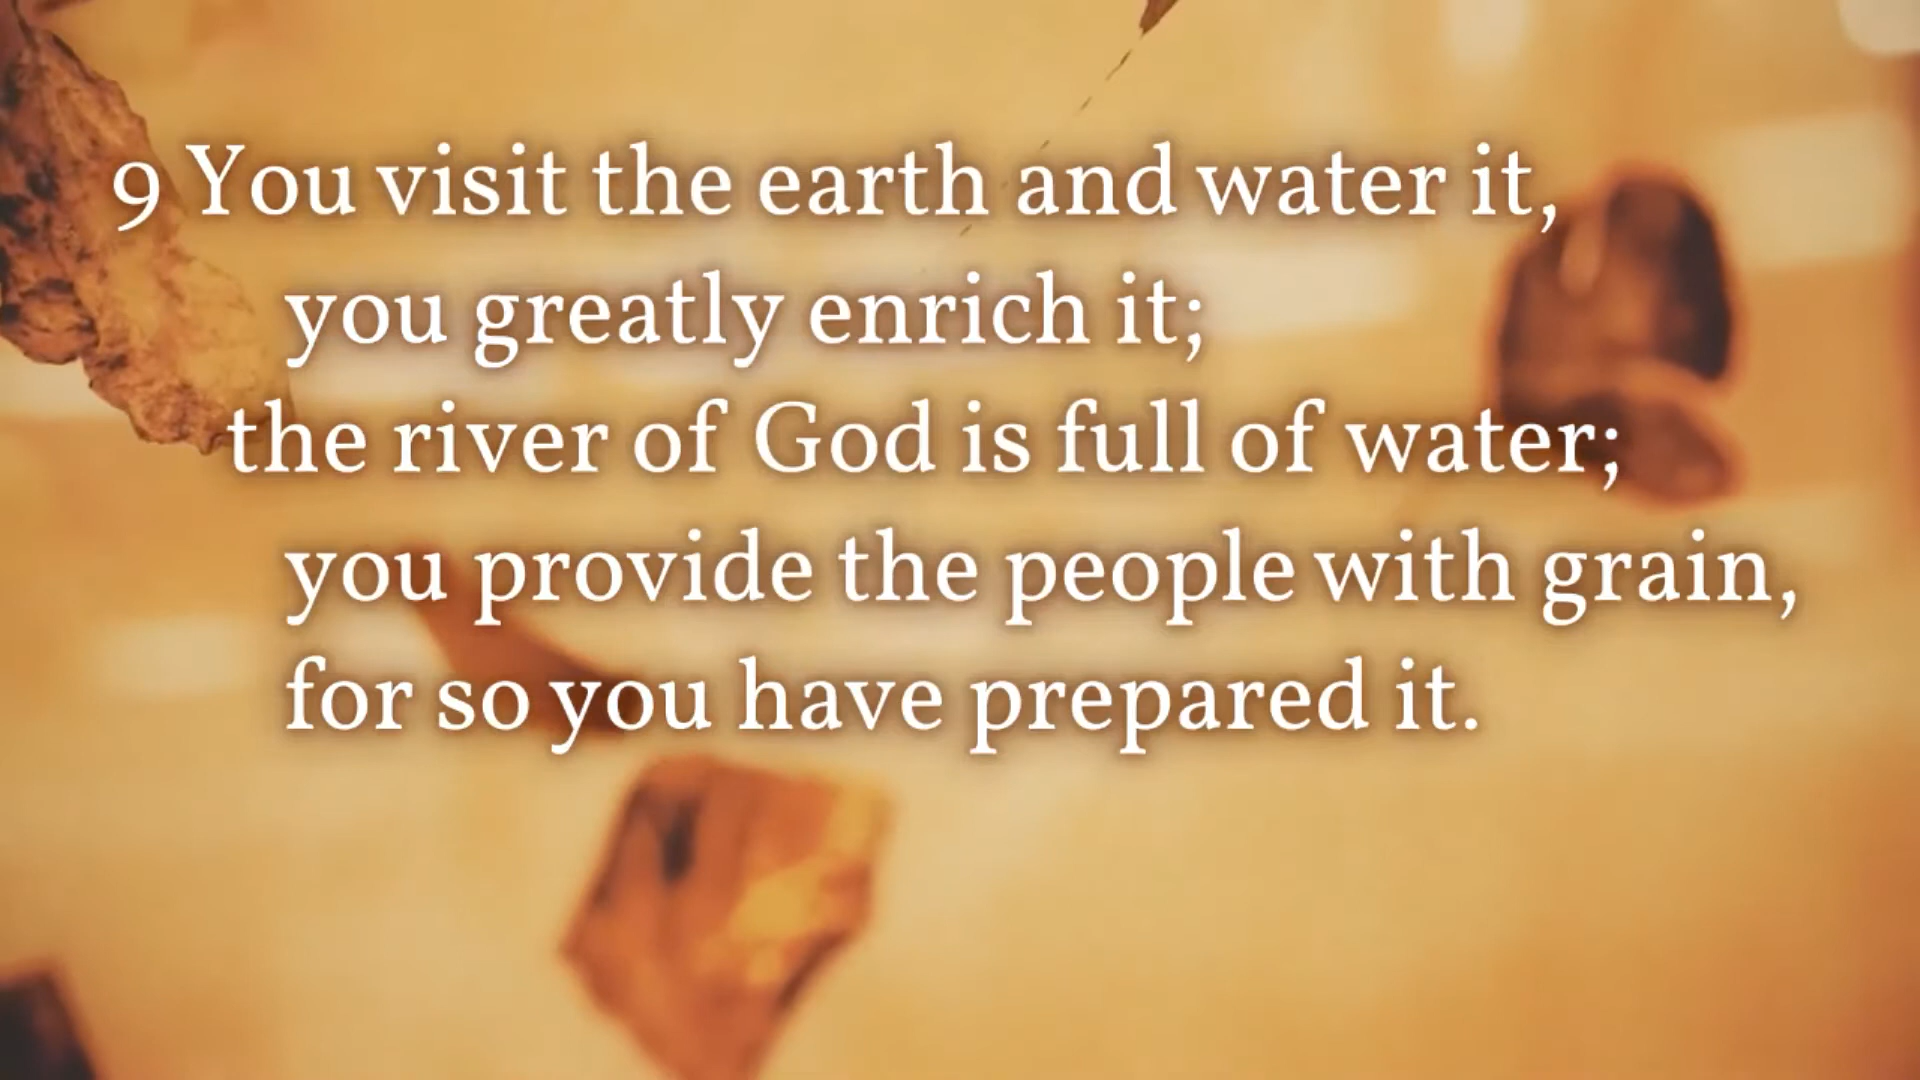 9 You visit the earth and water it,
you greatly enrich it;
the river of God is full of water;
you provide the people with grain,
for so you have prepared it.